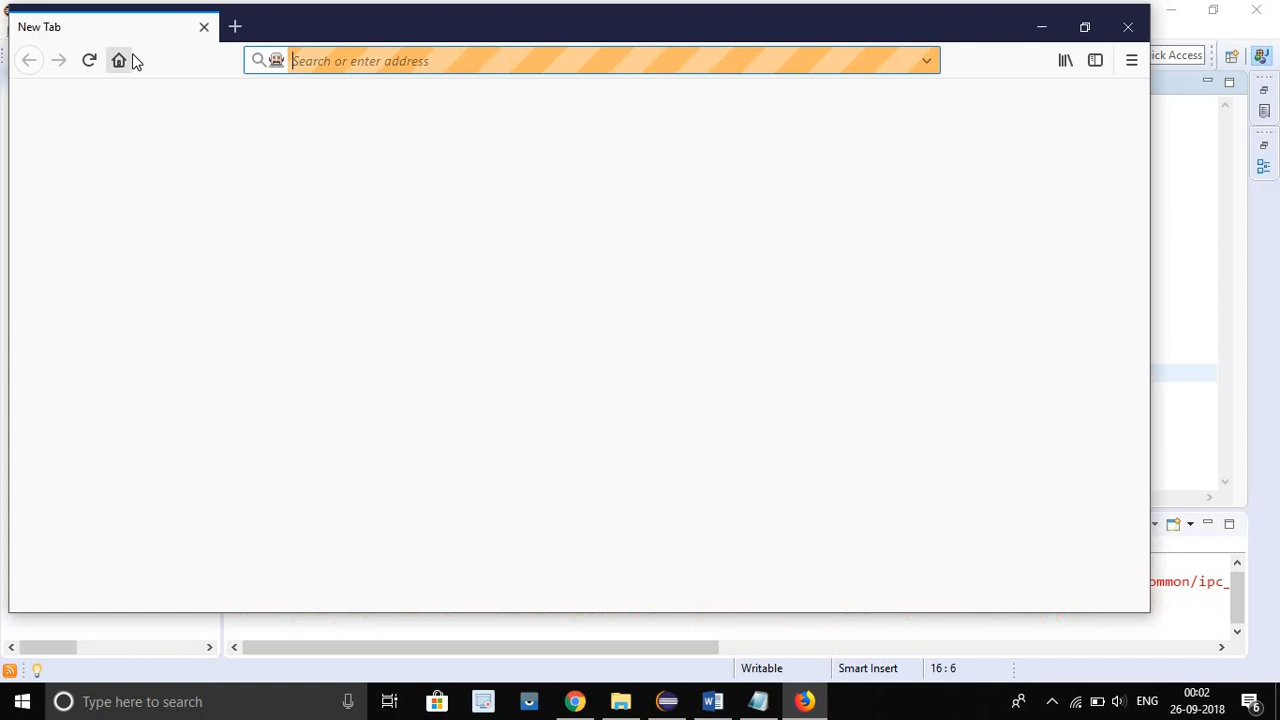 New Tab
ick Access
Search or enter address
ommon/ipc_
Writable
Smart Insert
16 : 6
Type here to search
ENG
00:02
26-09-2018
6